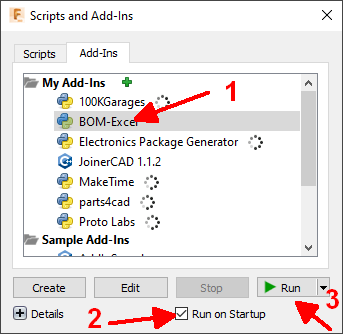 Scripts and Add-Ins
Scripts
Add-Ins
My Add-Ins
1
100KGarages
BOM-Excel
Electronics Package Generator
JoinerCAD 1.1.2
MakeTime
parts4cad
Proto Labs
Sample Add-Ins
Create
Edit
Stop
Run
Details
2
Run on Startup
3